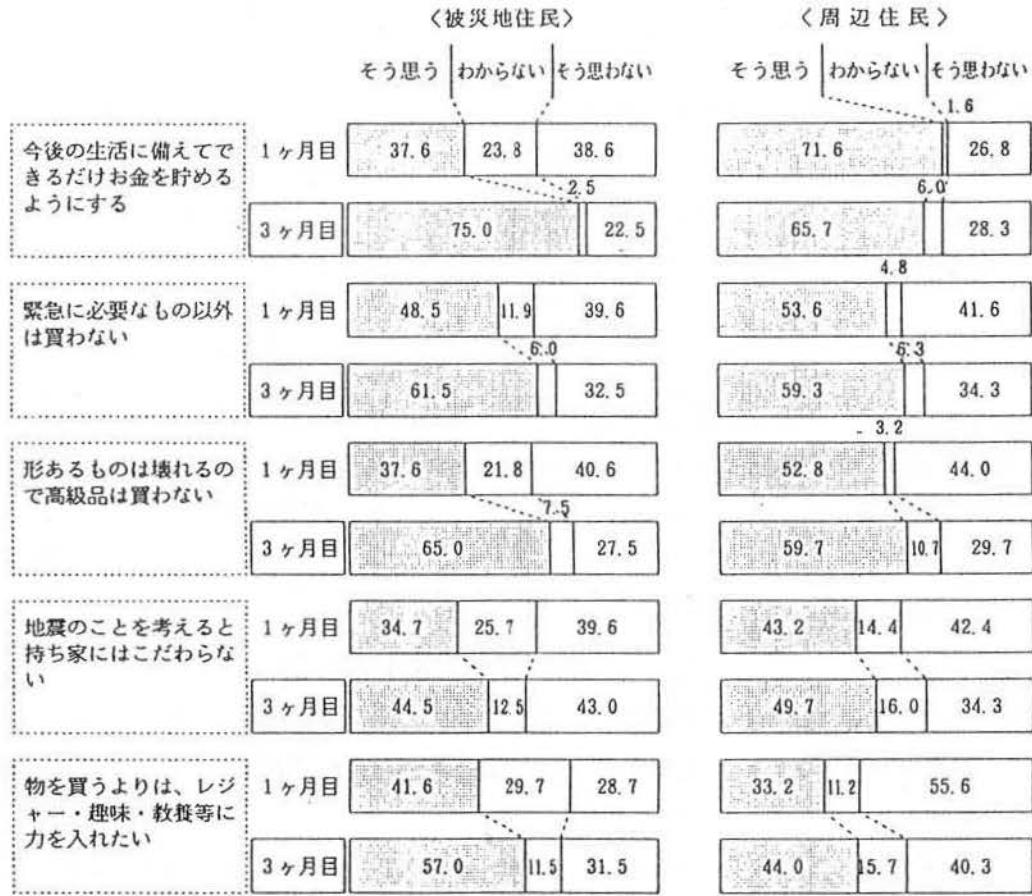 〈被災地住民〉 〈周辺住民〉
そう思う わからない そう思わない そう思う わからない そう思わない
1.6
今後の生活に備えてで
きるだけお金を貯める
ようにする
1ヶ月目 37.6 23.8 38.6 71.6 26.8
2.5 6.0
3ヶ月目 75.0 22.5 65.7 28.3
4.8
緊急に必要なもの以外
は買わない
1ヶ月目 48.5 11.9 39.6 53.6 41.6
6.0 6.3
3ヶ月目 61.5 32.5 59.3 34.3
3.2
形あるものは壊れるの
で高級品は買わない
1ヶ月目 37.6 21.8 40.6 52.8 44.0
7.5
3ヶ月目 65.0 27.5 59.7 10.7 29.7
地震のことを考えると
持ち家にはこだわらな
い
1ヶ月目 34.7 25.7 39.6 43.2 14.4 42.4
3ヶ月目 44.5 12.5 43.0 49.7 16.0 34.3
物を買うよりは、レジ
ャー・趣味・教養等に
力を入れたい
1ヶ月目 41.6 29.7 28.7 33.2 11.2 55.6
3ヶ月目 57.0 11.5 31.5 44.0 15.7 40.3